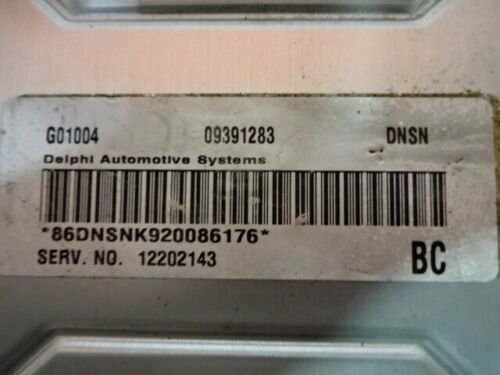 G01004 09391283 DNSN
Delphi Automotive Systems
*86DNSNK920086176*
SERV. NO. 12202143 BC